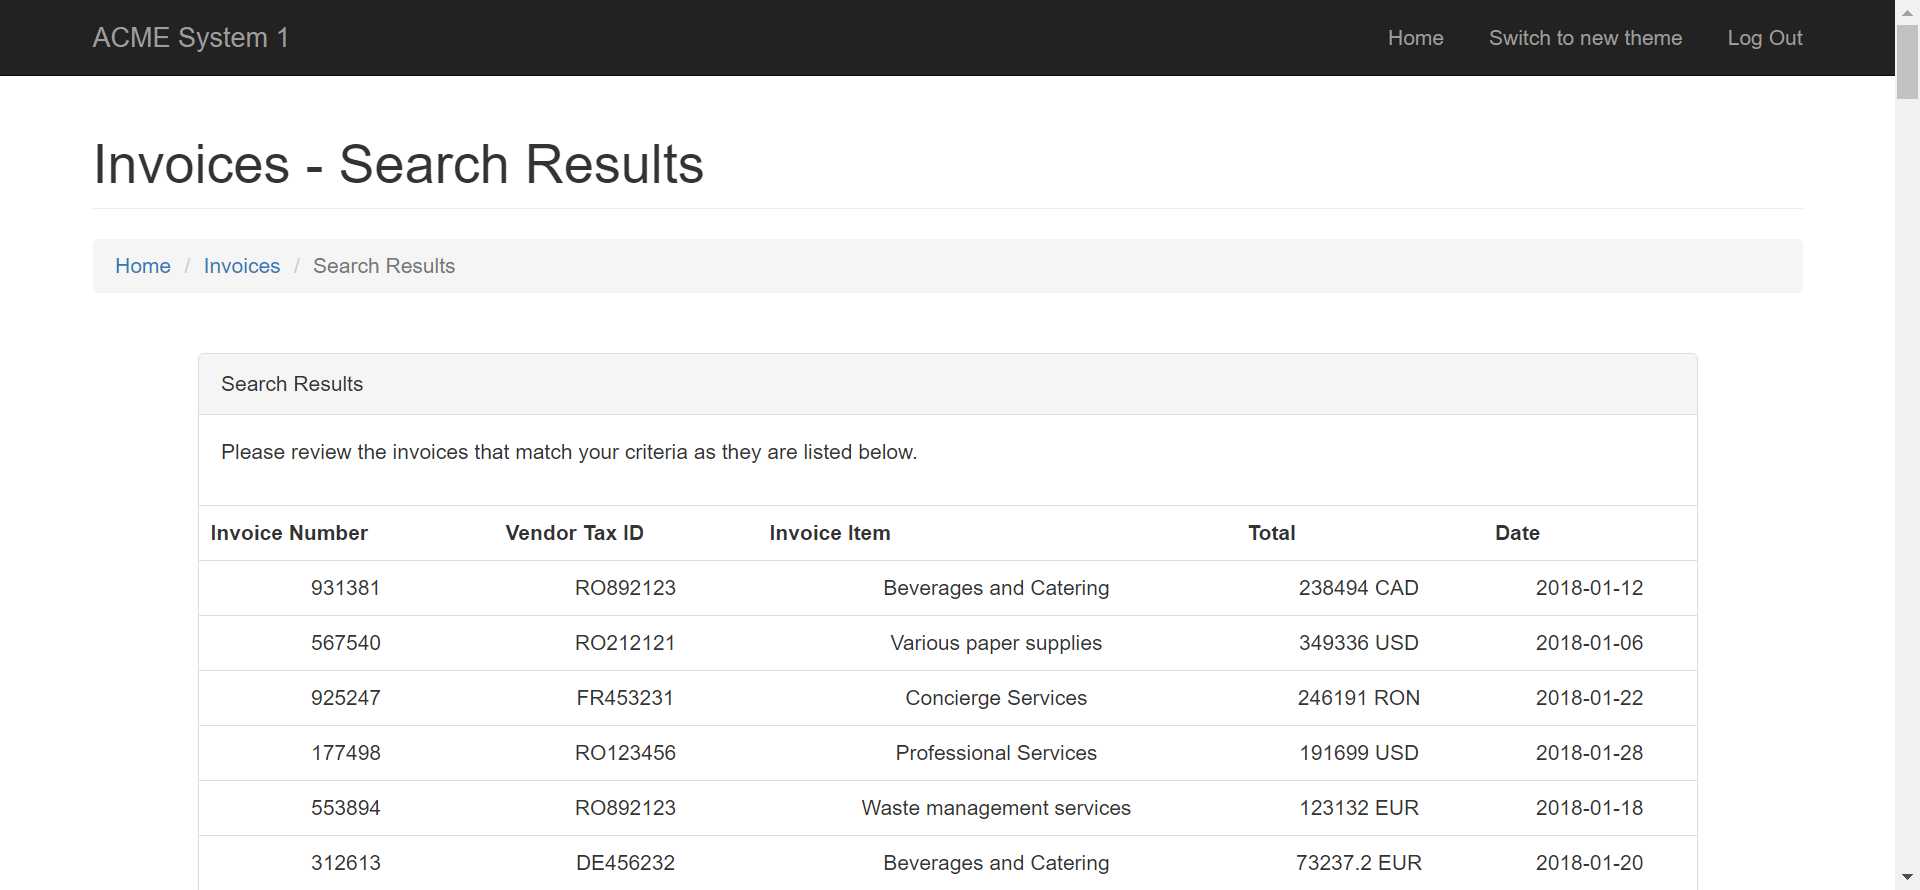 ACME System 1 Home Switch to new theme Log Out
Invoices - Search Results
Home / Invoices / Search Results
Search Results
Please review the invoices that match your criteria as they are listed below.
Invoice Number Vendor Tax ID Invoice Item Total Date
931381 RO892123 Beverages and Catering 238494 CAD 2018-01-12
567540 RO212121 Various paper supplies 349336 USD 2018-01-06
925247 FR453231 Concierge Services 246191 RON 2018-01-22
177498 RO123456 Professional Services 191699 USD 2018-01-28
553894 RO892123 Waste management services 123132 EUR 2018-01-18
312613 DE456232 Beverages and Catering 73237.2 EUR 2018-01-20